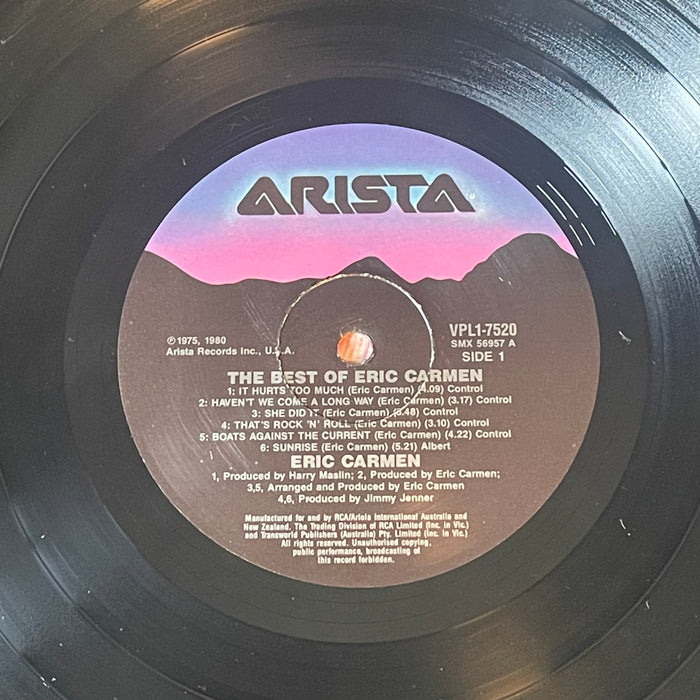 ARISTA
℗1975, 1980
Arista Records Inc., U.S.A.
VPL1-7520
SMX 56957 A
SIDE 1
THE BEST OF ERIC CARMEN
1: IT HURTS TOO MUCH (Eric Carmen) (4.09) Control
2: HAVEN'T WE COME A LONG WAY (Eric Carmen) (3.17) Control
3: SHE DID IT (Eric Carmen) (3.48) Control
4: THAT'S ROCK 'N' ROLL (Eric Carmen) (3.10) Control
5: BOATS AGAINST THE CURRENT (Eric Carmen) (4.22) Control
6: SUNRISE (Eric Carmen) (5.21) Albert
ERIC CARMEN
1, Produced by Harry Maslin; 2, Produced by Eric Carmen;
3,5, Arranged and Produced by Eric Carmen
4,6, Produced by Jimmy Jenner
Manufactured for and by RCA/Ariola International Australia and
New Zealand. The Trading Division of RCA Limited (Inc. in Vic.)
and Transworld Publishers (Australia) Pty. Limited (Inc. in Vic.)
All rights reserved. Unauthorised copying,
public performance, broadcasting of
this record forbidden.